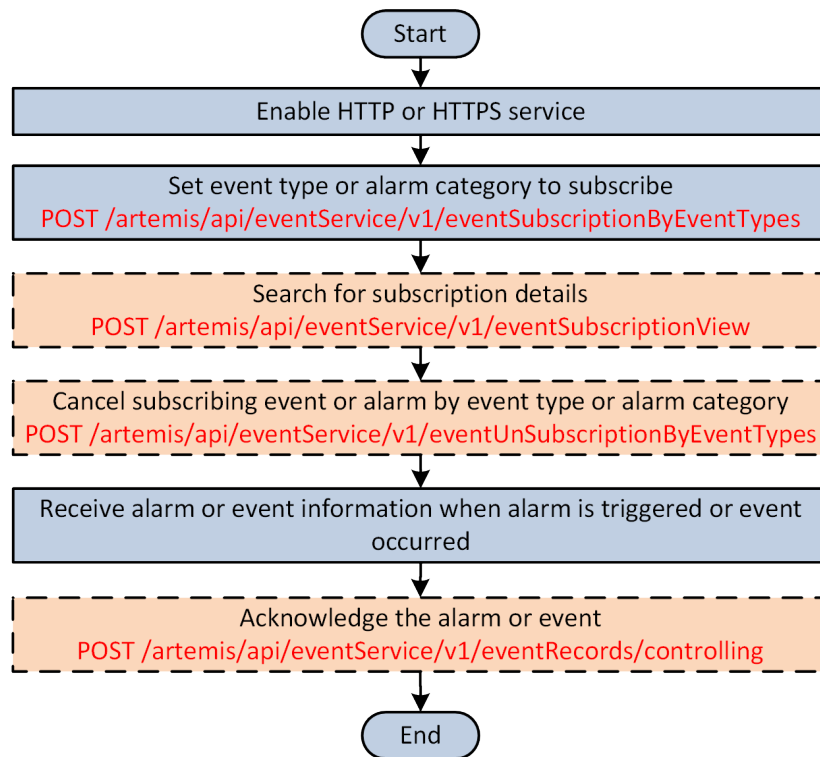 Start
Enable HTTP or HTTPS service
Set event type or alarm category to subscribe
POST /artemis/api/eventService/v1/eventSubscriptionByEventTypes
Search for subscription details
POST /artemis/api/eventService/v1/eventSubscriptionView
Cancel subscribing event or alarm by event type or alarm category
POST /artemis/api/eventService/v1/eventUnSubscriptionByEventTypes
Receive alarm or event information when alarm is triggered or event
occurred
Acknowledge the alarm or event
POST /artemis/api/eventService/v1/eventRecords/controlling
End